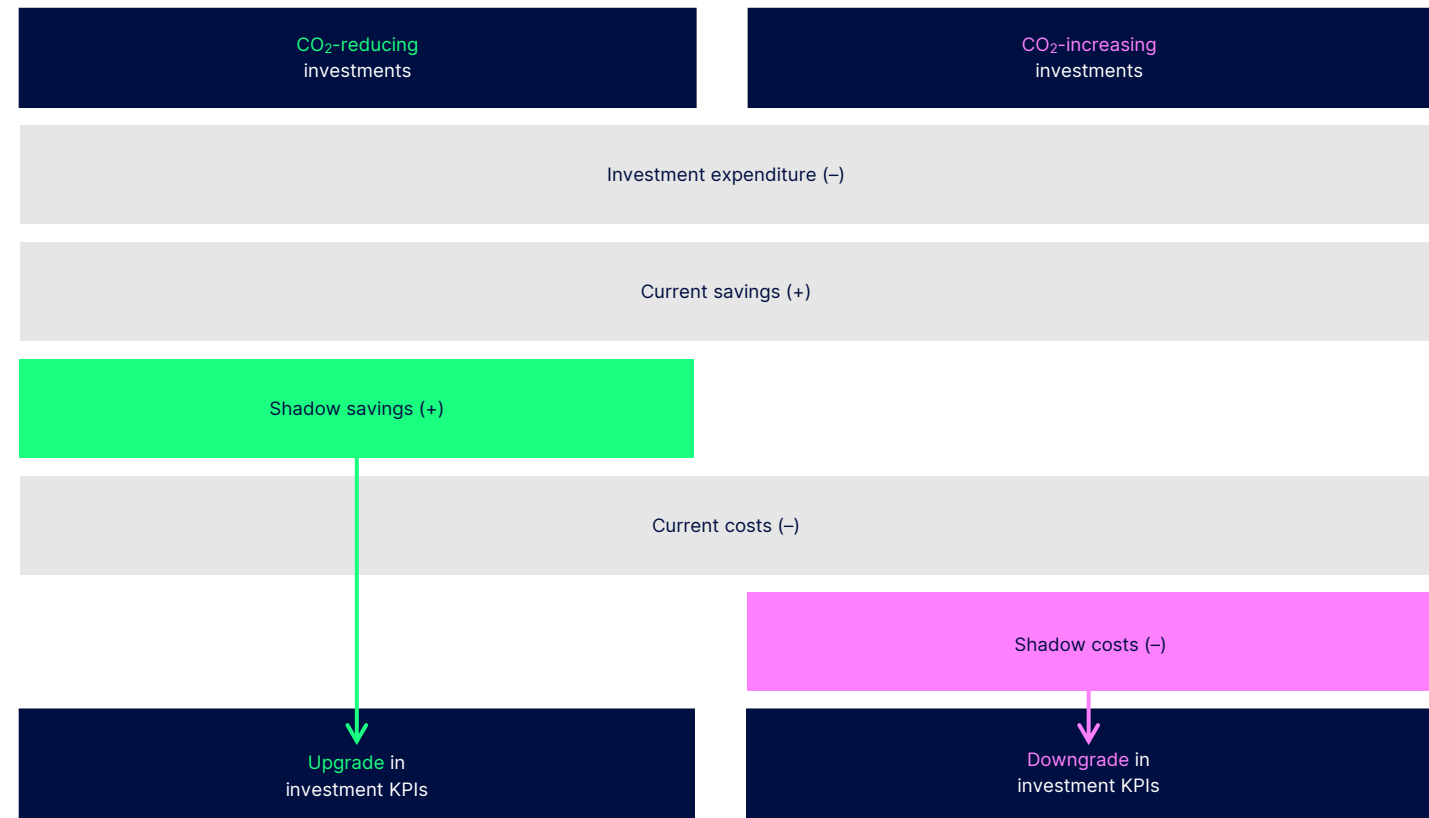 CO₂-reducing
investments
CO₂-increasing
investments
Investment expenditure (–)
Current savings (+)
Shadow savings (+)
Current costs (–)
Shadow costs (–)
Upgrade in
investment KPIs
Downgrade in
investment KPIs